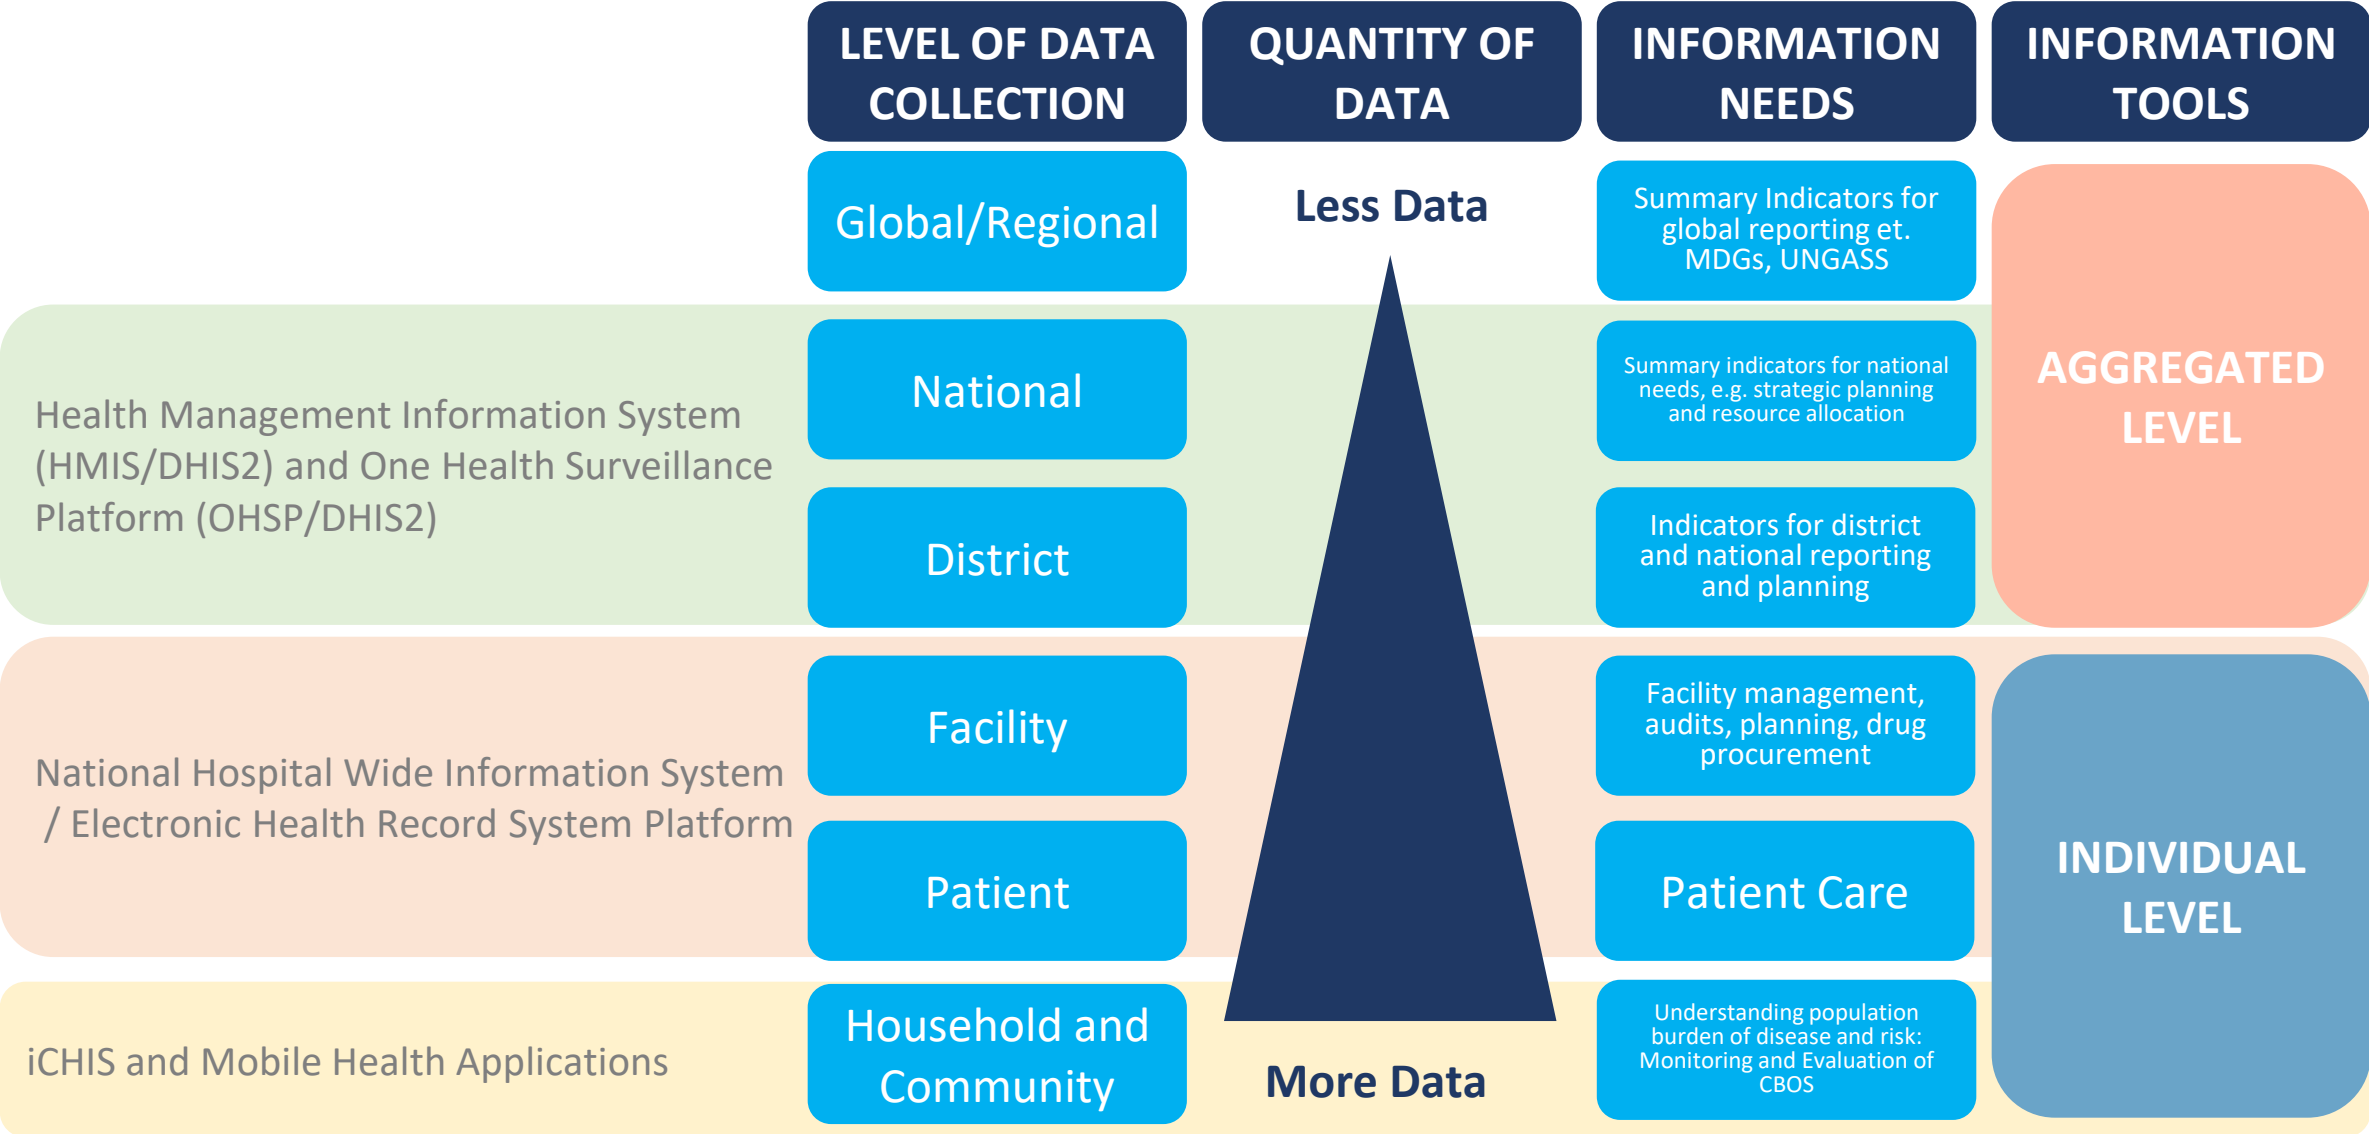 LEVEL OF DATA
COLLECTION
QUANTITY OF
DATA
INFORMATION
NEEDS
INFORMATION
TOOLS
Global/Regional
Less Data
Summary Indicators for
global reporting et.
MDGs, UNGASS
Health Management Information System
(HMIS/DHIS2) and One Health Surveillance
Platform (OHSP/DHIS2)
National
Summary indicators for national
needs, e.g. strategic planning
and resource allocation
AGGREGATED
LEVEL
District
Indicators for district
and national reporting
and planning
National Hospital Wide Information System
/ Electronic Health Record System Platform
Facility
Facility management,
audits, planning, drug
procurement
Patient
Patient Care
INDIVIDUAL
LEVEL
iCHIS and Mobile Health Applications
Household and
Community
More Data
Understanding population
burden of disease and risk:
Monitoring and Evaluation of
CBOS